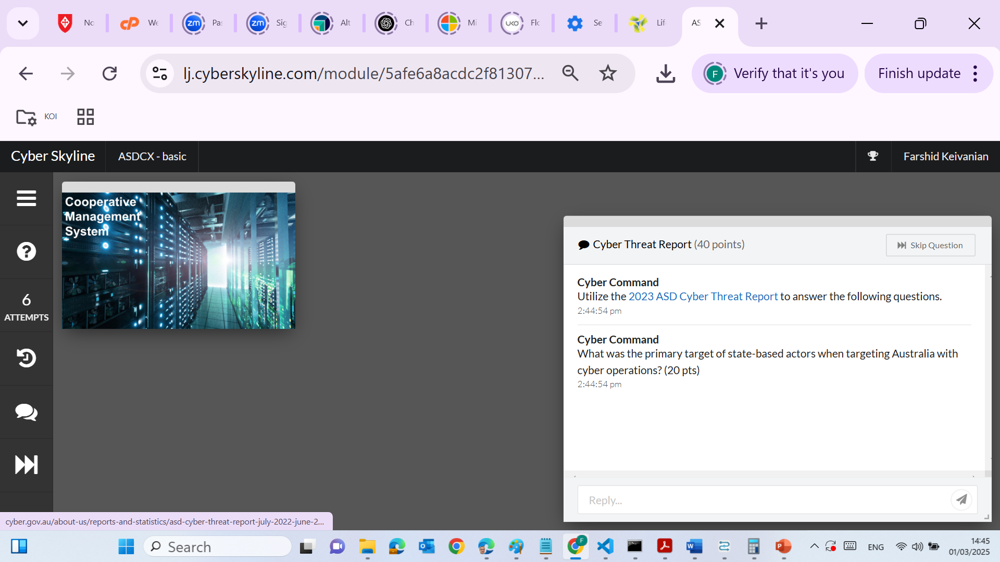 No
We
zm
Pa
zm
Sig
Alt
Ch
Mi
UKO
Flo
Se
Lif
AS
lj.cyberskyline.com/module/5afe6a8acdc2f81307...
F
Verify that it's you
Finish update
KOI
Cyber Skyline
ASDCX - basic
Farshid Keivanian
Cooperative
Management
System
6
ATTEMPTS
Cyber Threat Report (40 points)
Skip Question
Cyber Command
Utilize the 2023 ASD Cyber Threat Report to answer the following questions.
2:44:54 pm
Cyber Command
What was the primary target of state-based actors when targeting Australia with
cyber operations? (20 pts)
2:44:54 pm
Reply...
cyber.gov.au/about-us/reports-and-statistics/asd-cyber-threat-report-july-2022-june-2...
Search
ENG
14:45
01/03/2025